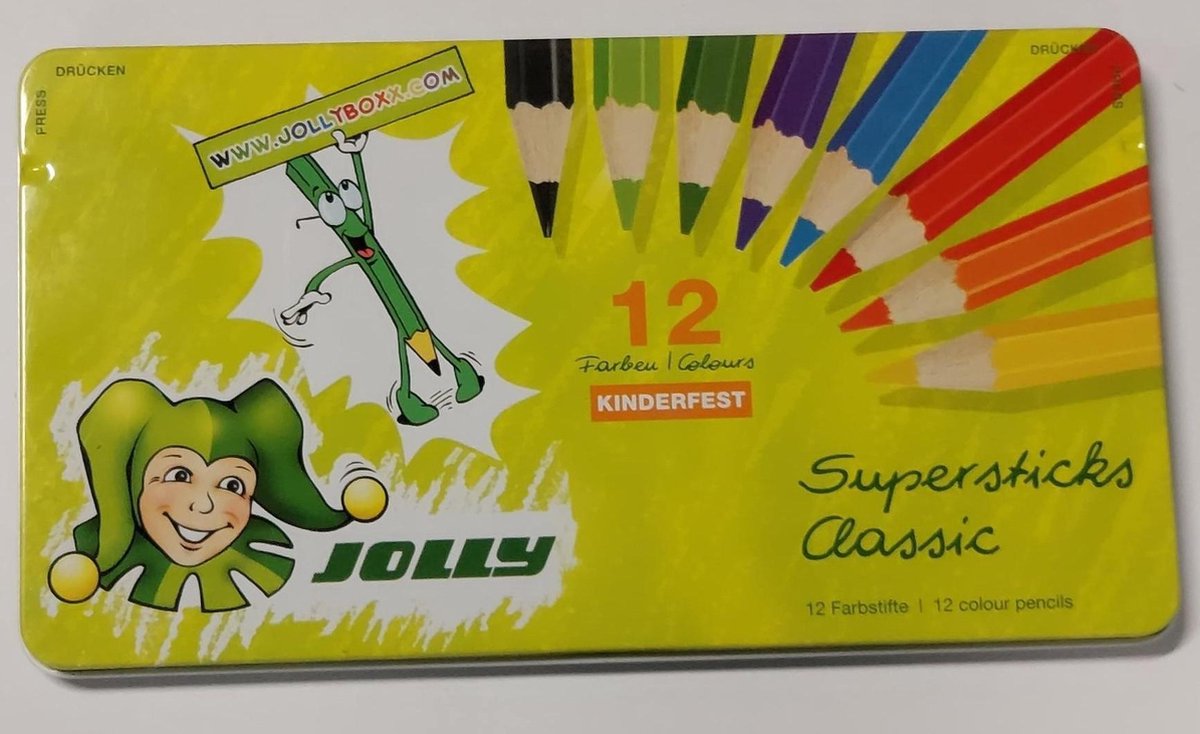 DRÜCKEN
PRESS
WWW.JOLLYBOXX.COM
DRÜCKEN
12
Farben | Colours
KINDERFEST
Supersticks
Classic
JOLLY
12 Farbstifte | 12 colour pencils